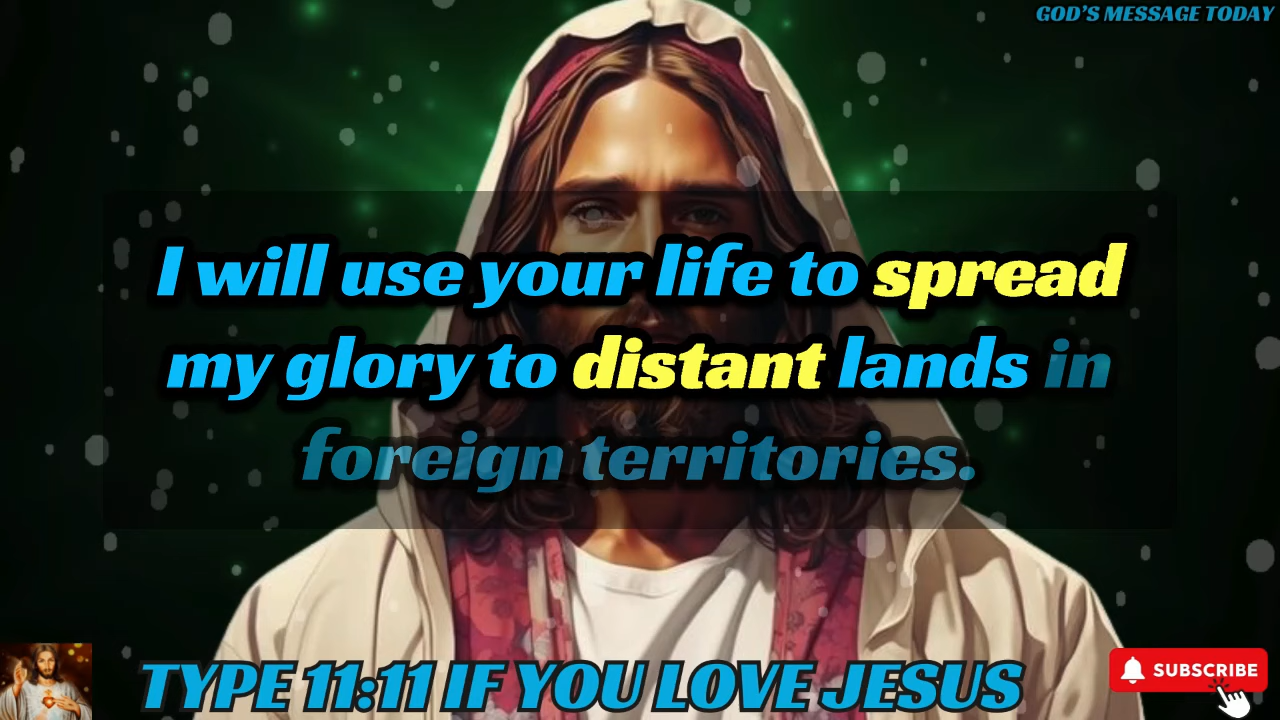 GOD'S MESSAGE TODAY
I will use your life to spread
my glory to distant lands in
foreign territories.
TYPE 11:11 IF YOU LOVE JESUS
SUBSCRIBE